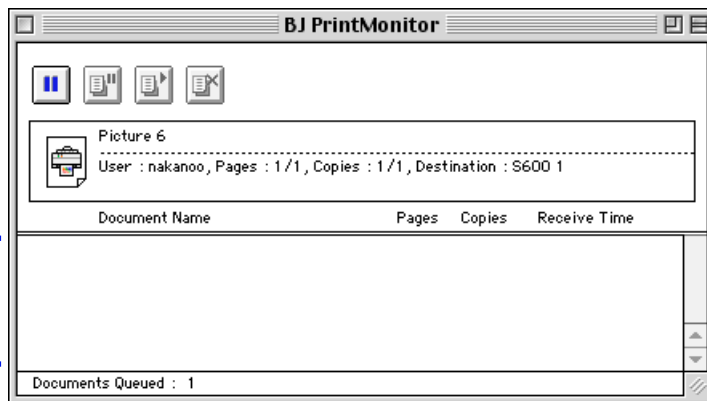 BJ PrintMonitor
Picture 6
User : nakanoo, Pages : 1/1, Copies : 1/1, Destination : S600 1
Document Name Pages Copies Receive Time
Documents Queued : 1